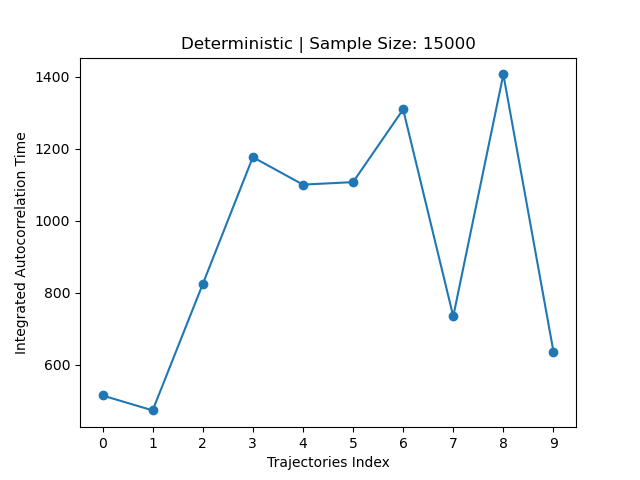 Deterministic | Sample Size: 15000
Integrated Autocorrelation Time
1400
1200
1000
800
600
0 1 2 3 4 5 6 7 8 9
Trajectories Index